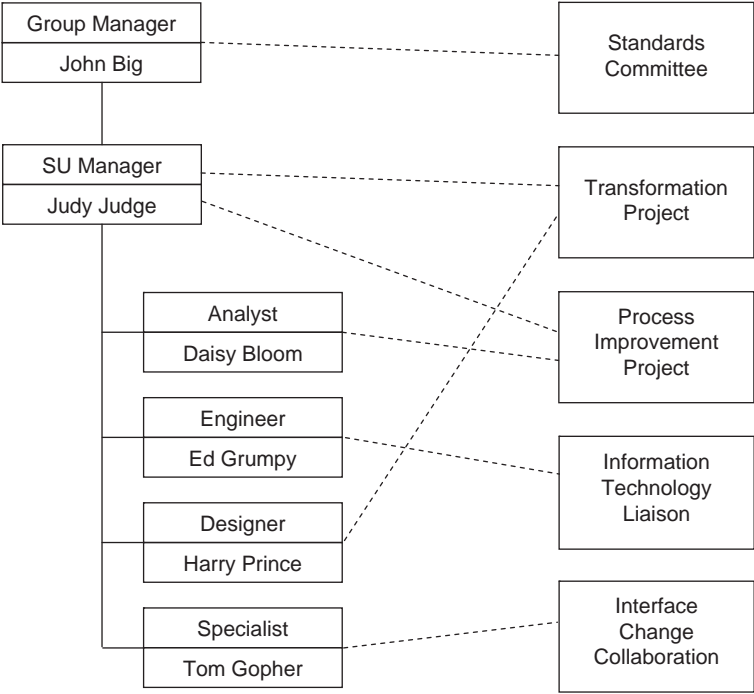 Group Manager
John Big
Standards
Committee
SU Manager
Judy Judge
Transformation
Project
Analyst
Daisy Bloom
Process
Improvement
Project
Engineer
Ed Grumpy
Information
Technology
Liaison
Designer
Harry Prince
Specialist
Tom Gopher
Interface
Change
Collaboration